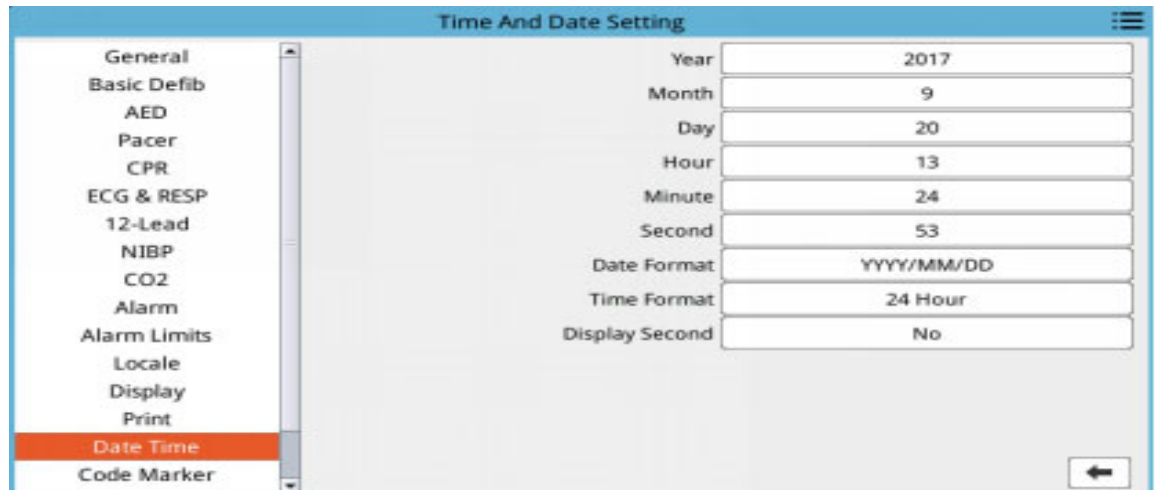 Time And Date Setting
General
Basic Defib
AED
Pacer
CPR
ECG & RESP
12-Lead
NIBP
CO2
Alarm
Alarm Limits
Locale
Display
Print
Date Time
Code Marker
Year 2017
Month 9
Day 20
Hour 13
Minute 24
Second 53
Date Format YYYY/MM/DD
Time Format 24 Hour
Display Second No